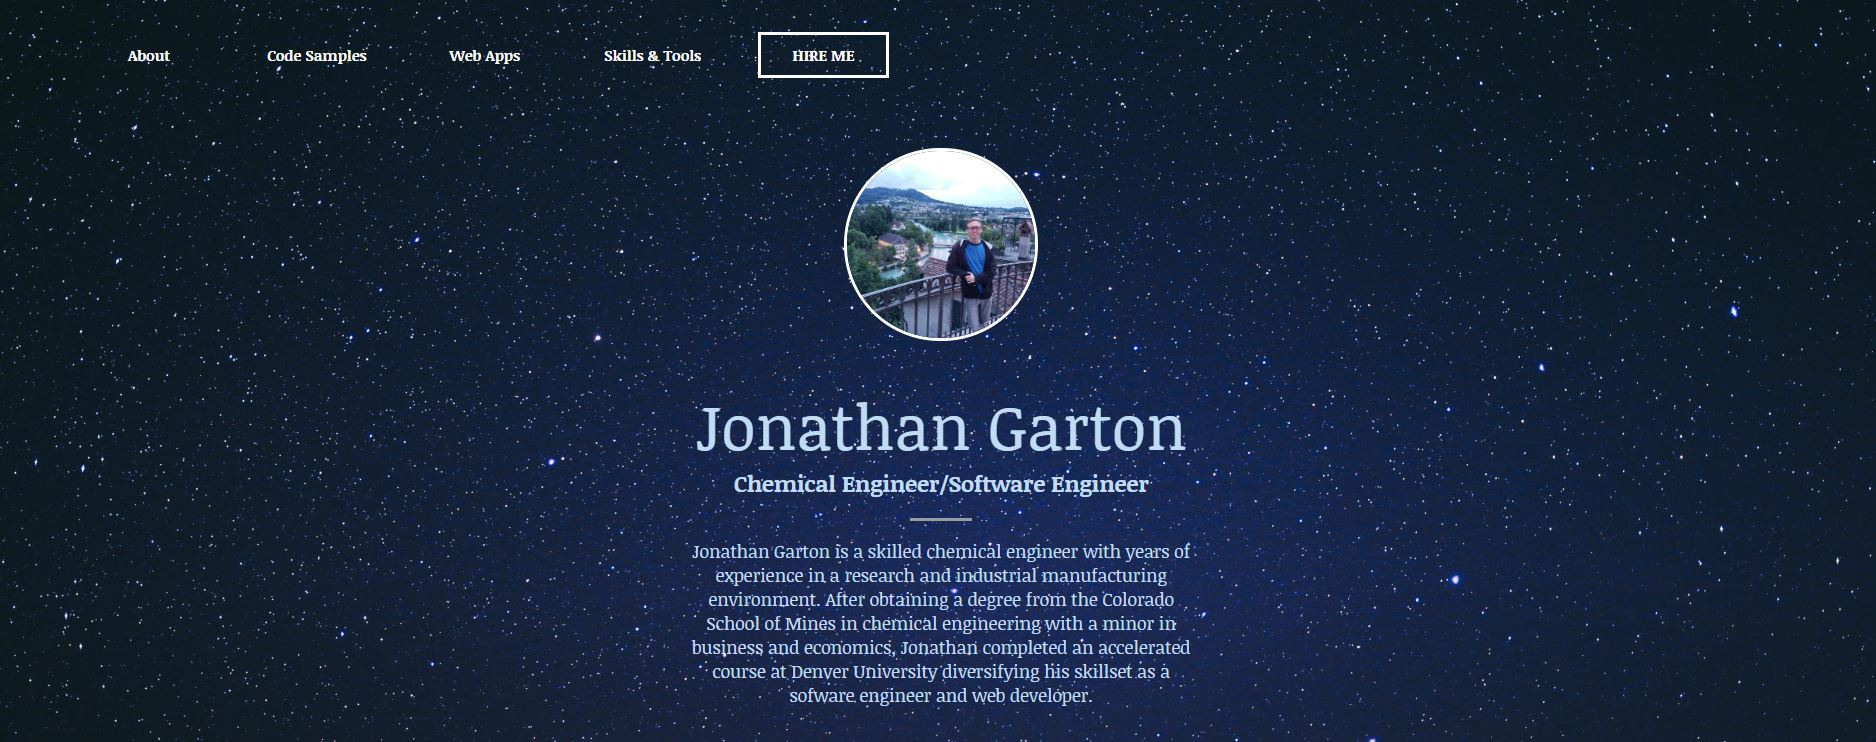 About Code Samples Web Apps Skills & Tools HIRE ME
Jonathan Garton
Chemical Engineer/Software Engineer
Jonathan Garton is a skilled chemical engineer with years of
experience in a research and industrial manufacturing
environment. After obtaining a degree from the Colorado
School of Mines in chemical engineering with a minor in
business and economics, Jonathan completed an accelerated
course at Denver University diversifying his skillset as a
sofware engineer and web developer.